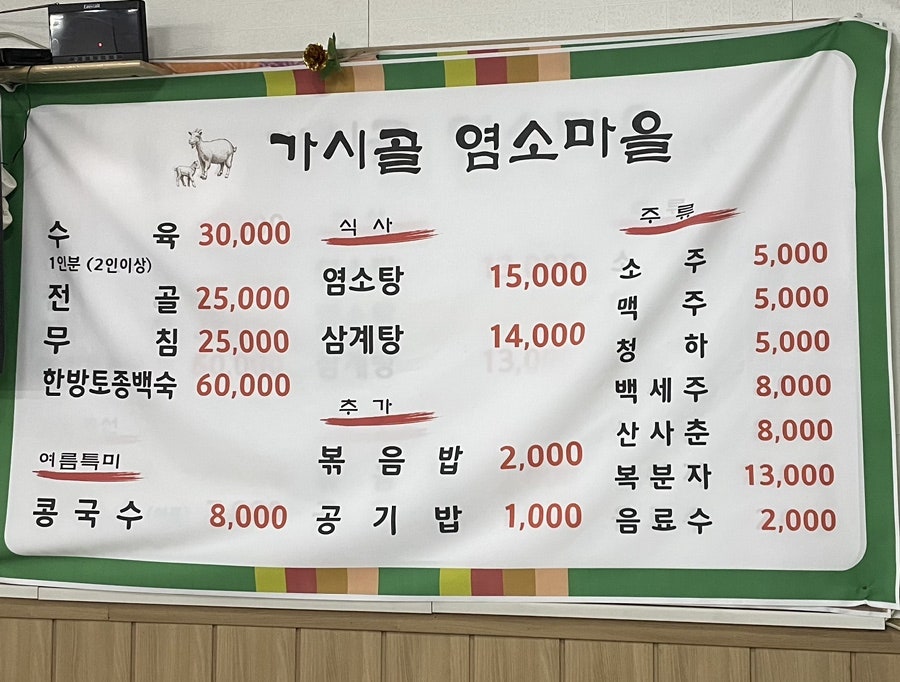 가시골 염소마을
수 육 30,000
1인분 (2인이상)
전 골 25,000
무 침 25,000
한방토종백숙 60,000
여름특미
콩국수 8,000
식사
염소탕 15,000
삼계탕 14,000
추가
볶음밥 2,000
공기밥 1,000
주류
소주 5,000
맥주 5,000
청하 5,000
백세주 8,000
산사춘 8,000
복분자 13,000
음료수 2,000